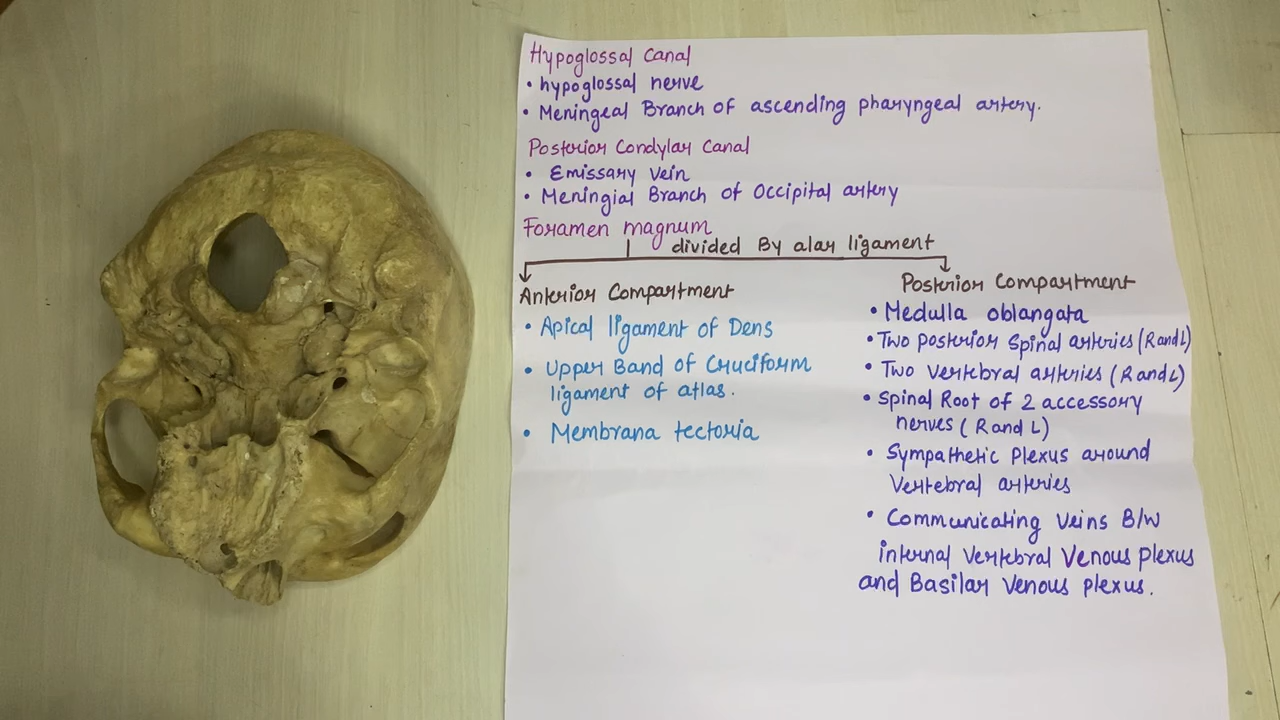 Hypoglossal Canal
• hypoglossal nerve
• Meningeal Branch of ascending pharyngeal artery.
Posterior Condylar Canal
• Emissary vein
• Meningial Branch of Occipital artery
Foramen magnum
divided By alar ligament
Anterior Compartment
• Apical ligament of Dens
• Upper Band of Cruciform
ligament of atlas.
• Membrana tectoria
Posterior Compartment
• Medulla oblangata
• Two posterior Spinal arteries (R and L)
• Two vertebral arteries (R and L)
• Spinal Root of 2 accessory
nerves (R and L)
• Sympathetic Plexus around
Vertebral arteries
• Communicating Veins B/W
internal Vertebral Venous plexus
and Basilar Venous plexus.